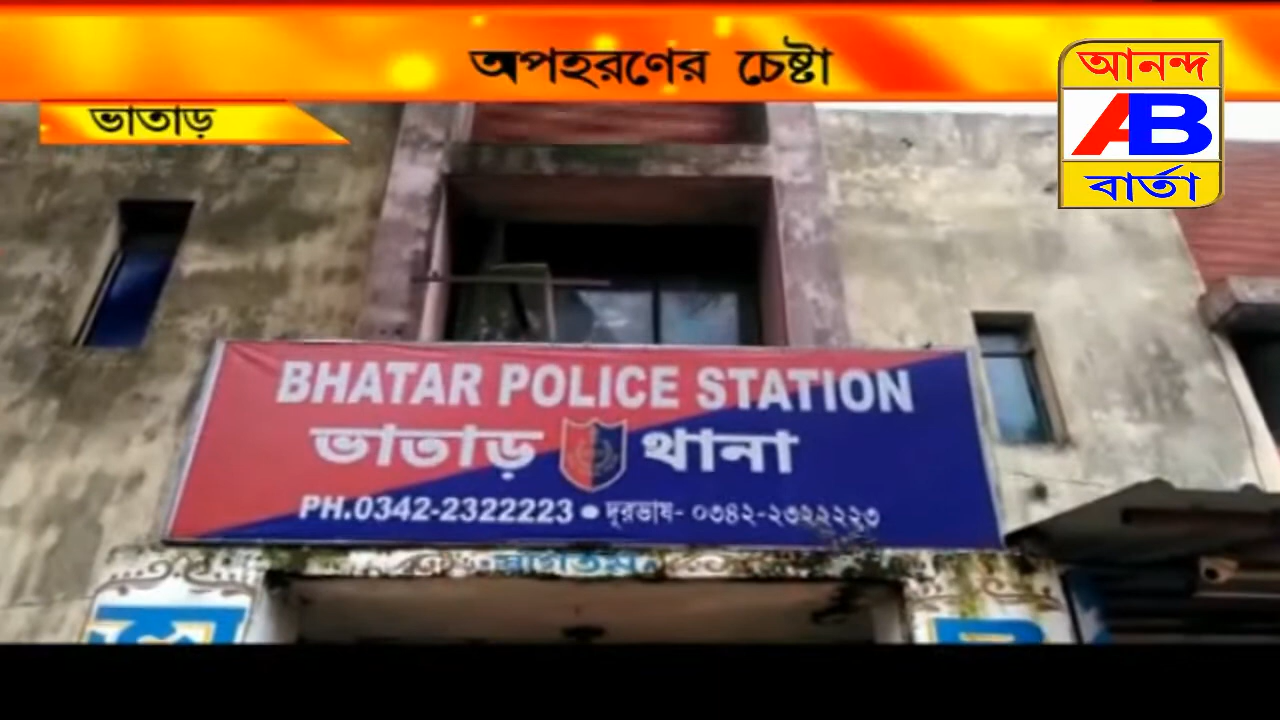 অপহরণের চেষ্টা
আনন্দ
AB
বার্তা
ভাতাড়
BHATAR POLICE STATION
ভাতাড় থানা
PH.0342-2322223 ● দূরভাষ- ০৩৪২-২৩২২২২৩